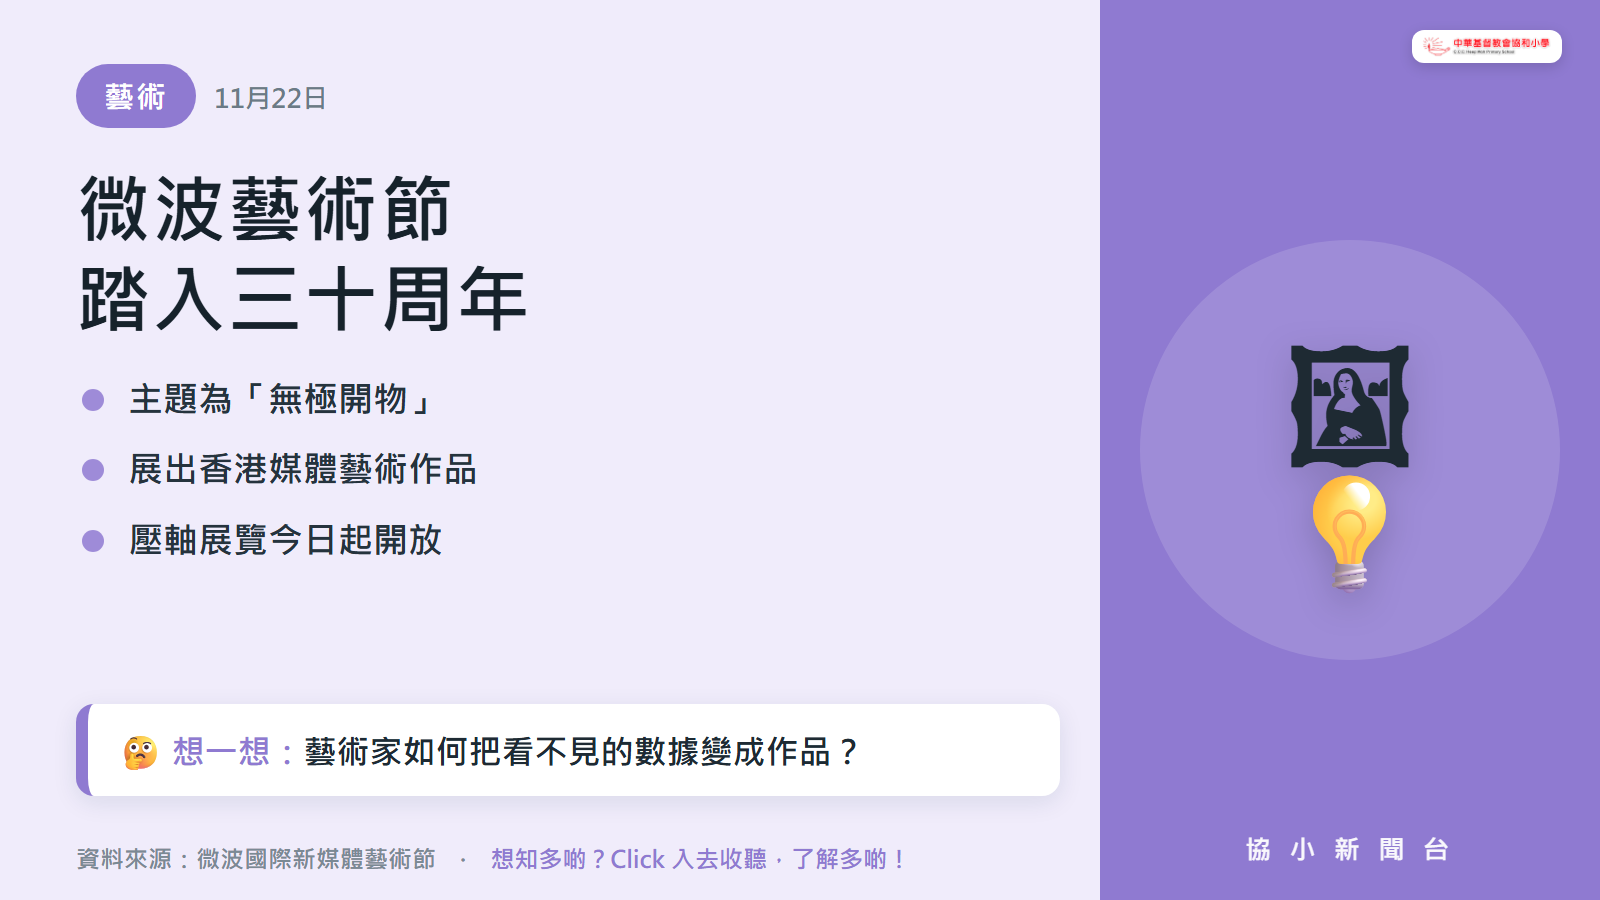 藝術
11月22日
微波藝術節
踏入三十周年
主題為「無極開物」
展出香港媒體藝術作品
壓軸展覽今日起開放
想一想：藝術家如何把看不見的數據變成作品？
資料來源：微波國際新媒體藝術節 · 想知多啲？Click 入去收聽，了解多啲！
中華基督教會協和小學
C.C.C. Heep Woh Primary School
協小新聞台